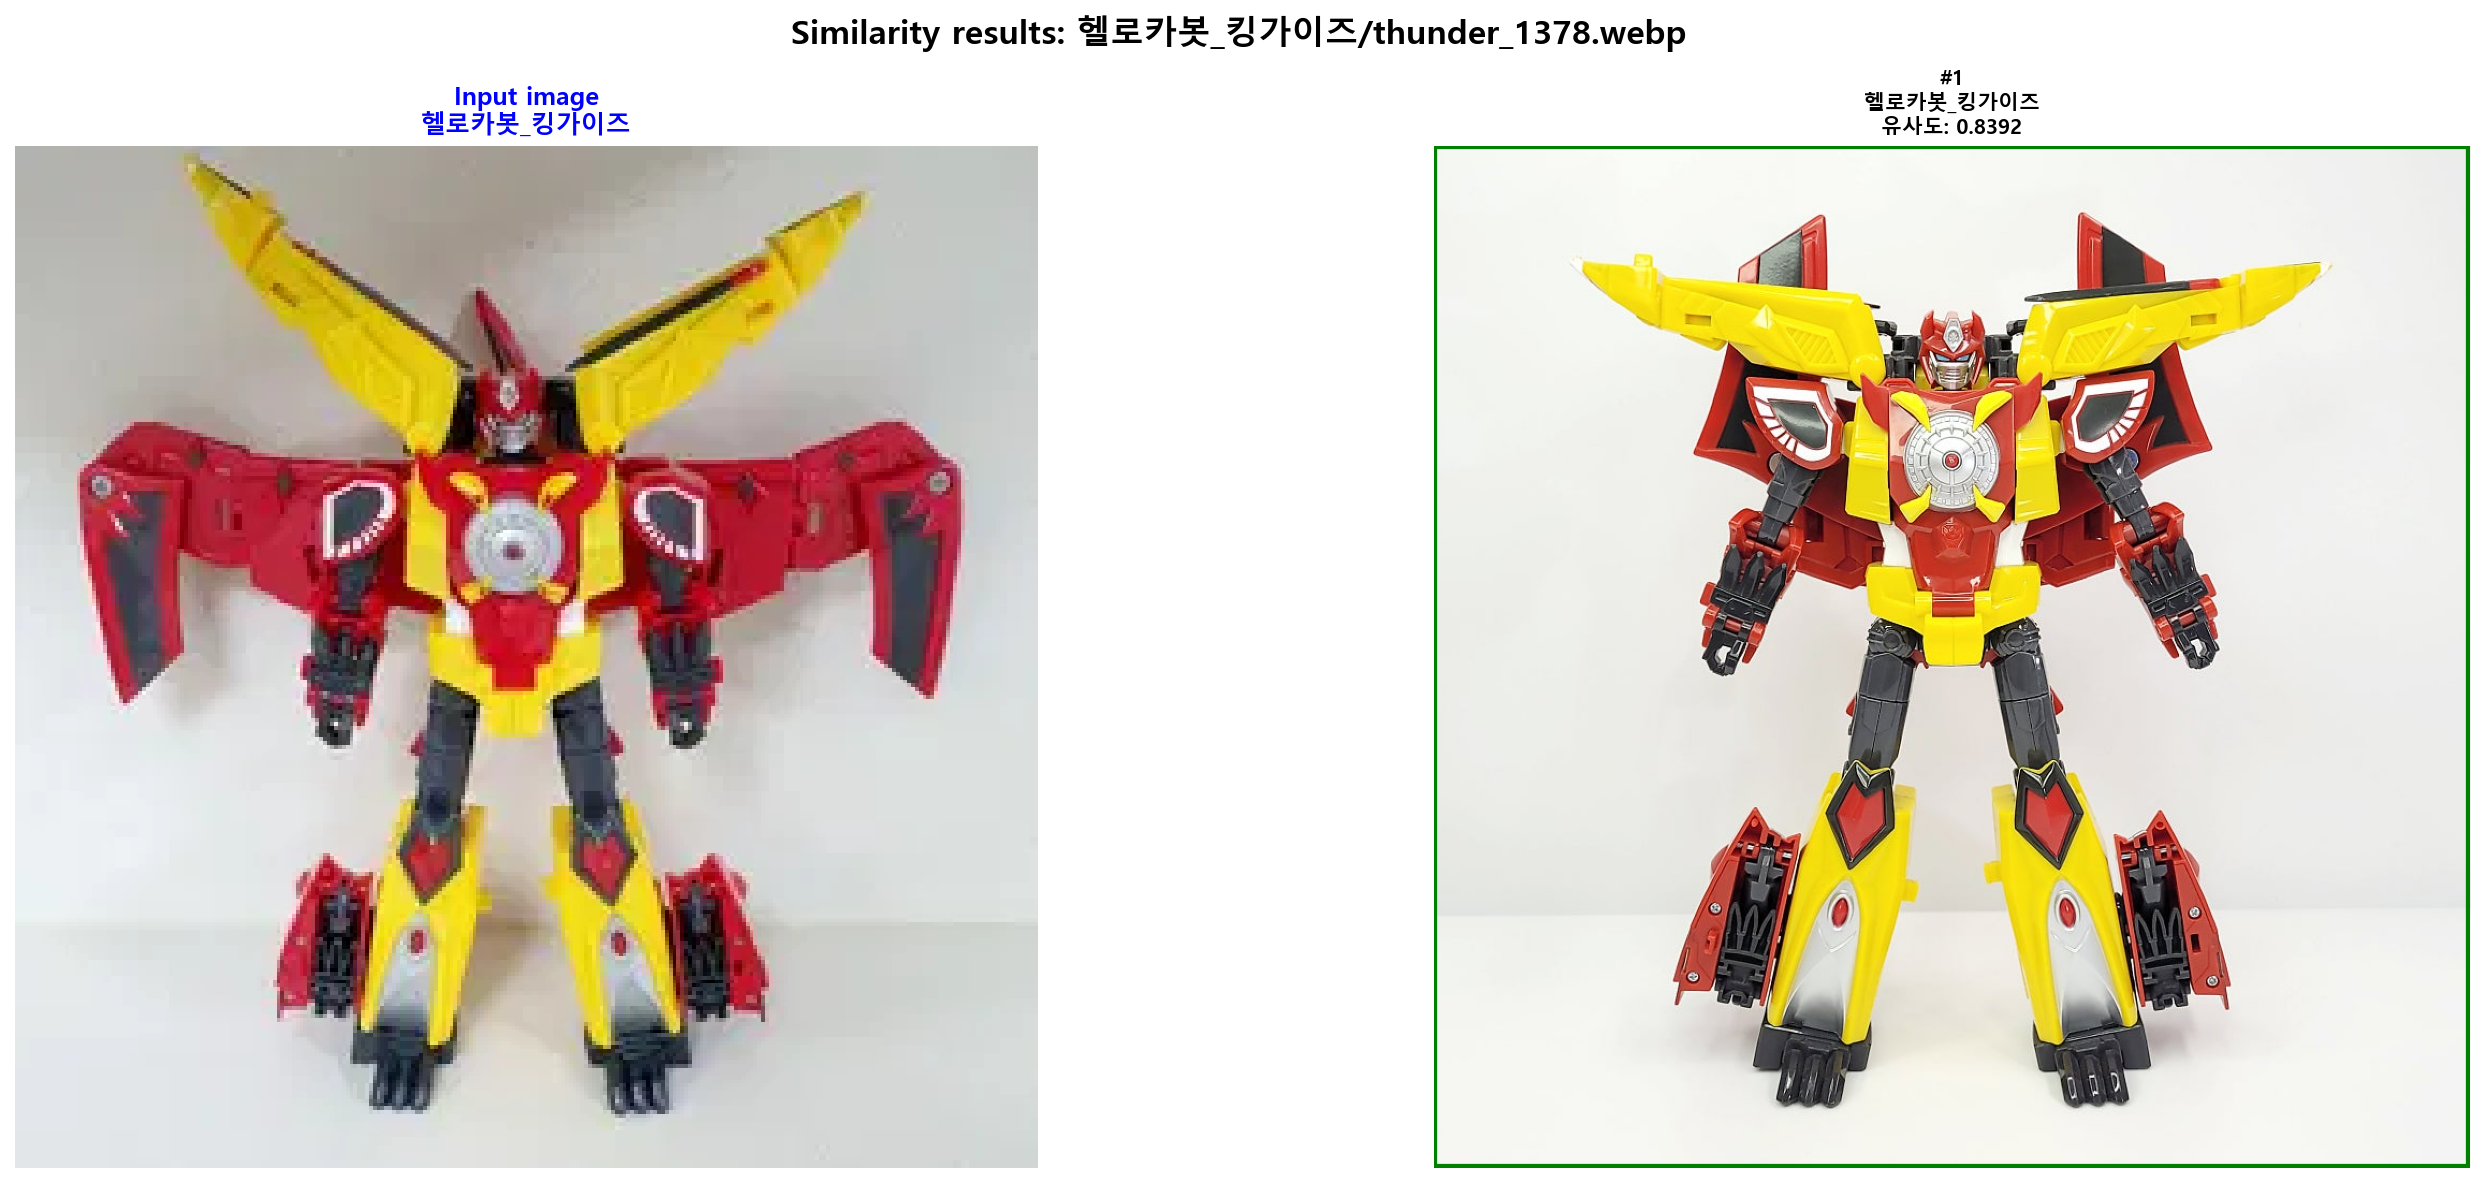 Similarity results: 헬로카봇_킹가이즈/thunder_1378.webp
Input image
헬로카봇_킹가이즈
#1
헬로카봇_킹가이즈
유사도: 0.8392